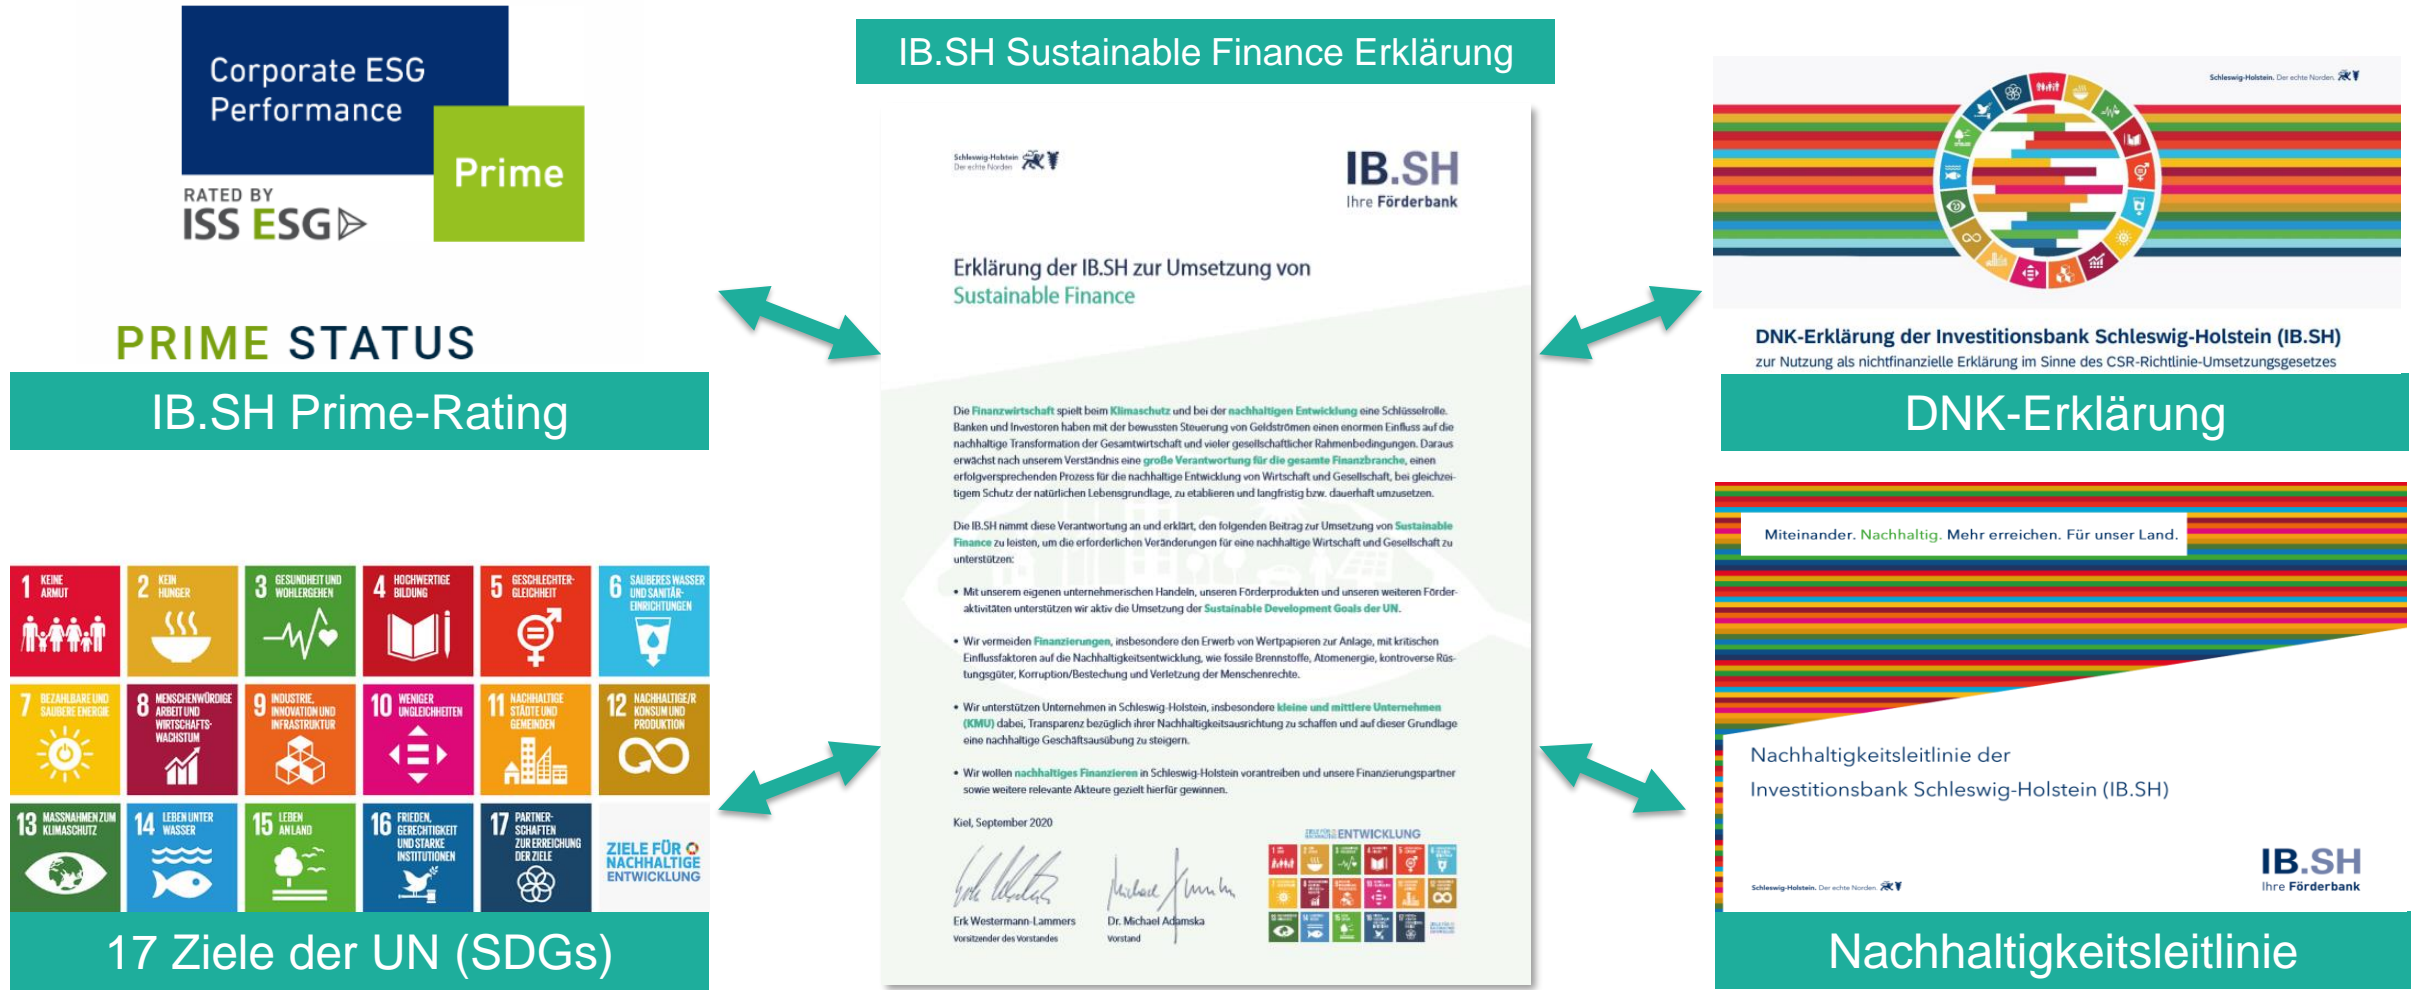 Corporate ESG
Performance
Prime
RATED BY
ISS ESG
PRIME STATUS
IB.SH Prime-Rating
1 KEINE
ARMUT
2 KEIN
HUNGER
3 GESUNDHEIT UND
WOHLERGEHEN
4 HOCHWERTIGE
BILDUNG
5 GESCHLECHTER-
GLEICHHEIT
6 SAUBERES WASSER
UND SANITÄR-
EINRICHTUNGEN
7 BEZAHLBARE UND
SAUBERE ENERGIE
8 MENSCHENWÜRDIGE
ARBEIT UND
WIRTSCHAFTS-
WACHSTUM
9 INDUSTRIE,
INNOVATION UND
INFRASTRUKTUR
10 WENIGER
UNGLEICHHEITEN
11 NACHHALTIGE
STÄDTE UND
GEMEINDEN
12 NACHHALTIGE/R
KONSUM UND
PRODUKTION
13 MASSNAHMEN ZUM
KLIMASCHUTZ
14 LEBEN UNTER
WASSER
15 LEBEN
AN LAND
16 FRIEDEN,
GERECHTIGKEIT
UND STARKE
INSTITUTIONEN
17 PARTNER-
SCHAFTEN
ZUR ERREICHUNG
DER ZIELE
ZIELE FÜR
NACHHALTIGE
ENTWICKLUNG
17 Ziele der UN (SDGs)
IB.SH Sustainable Finance Erklärung
Schleswig-Holstein
Der echte Norden
IB.SH
Ihre Förderbank
Erklärung der IB.SH zur Umsetzung von
Sustainable Finance
Die Finanzwirtschaft spielt beim Klimaschutz und bei der nachhaltigen Entwicklung eine Schlüsselrolle.
Banken und Investoren haben mit der bewussten Steuerung von Geldströmen einen enormen Einfluss auf die
nachhaltige Transformation der Gesamtwirtschaft und vieler gesellschaftlicher Rahmenbedingungen. Daraus
erwächst nach unserem Verständnis eine große Verantwortung für die gesamte Finanzbranche, einen
erfolgversprechenden Prozess für die nachhaltige Entwicklung von Wirtschaft und Gesellschaft, bei gleichzei-
tigem Schutz der natürlichen Lebensgrundlage, zu etablieren und langfristig bzw. dauerhaft umzusetzen.
Die IB.SH nimmt diese Verantwortung an und erklärt, den folgenden Beitrag zur Umsetzung von Sustainable
Finance zu leisten, um die erforderlichen Veränderungen für eine nachhaltige Wirtschaft und Gesellschaft zu
unterstützen:
• Mit unserem eigenen unternehmerischen Handeln, unseren Förderprodukten und unseren weiteren Förder-
aktivitäten unterstützen wir aktiv die Umsetzung der Sustainable Development Goals der UN.
• Wir vermeiden Finanzierungen, insbesondere den Erwerb von Wertpapieren zur Anlage, mit kritischen
Einflussfaktoren auf die Nachhaltigkeitsentwicklung, wie fossile Brennstoffe, Atomenergie, kontroverse Rüs-
tungsgüter, Korruption/Bestechung und Verletzung der Menschenrechte.
• Wir unterstützen Unternehmen in Schleswig-Holstein, insbesondere kleine und mittlere Unternehmen
(KMU) dabei, Transparenz bezüglich ihrer Nachhaltigkeitsausrichtung zu schaffen und auf dieser Grundlage
eine nachhaltige Geschäftsausübung zu steigern.
• Wir wollen nachhaltiges Finanzieren in Schleswig-Holstein vorantreiben und unsere Finanzierungspartner
sowie weitere relevante Akteure gezielt hierfür gewinnen.
Kiel, September 2020
Erk Westermann-Lammers
Vorsitzender des Vorstandes
Dr. Michael Adamska
Vorstand
ENTWICKLUNG
Schleswig-Holstein. Der echte Norden.
DNK-Erklärung der Investitionsbank Schleswig-Holstein (IB.SH)
zur Nutzung als nichtfinanzielle Erklärung im Sinne des CSR-Richtlinie-Umsetzungsgesetzes
DNK-Erklärung
Miteinander. Nachhaltig. Mehr erreichen. Für unser Land.
Nachhaltigkeitsleitlinie der
Investitionsbank Schleswig-Holstein (IB.SH)
Schleswig-Holstein. Der echte Norden.
IB.SH
Ihre Förderbank
Nachhaltigkeitsleitlinie